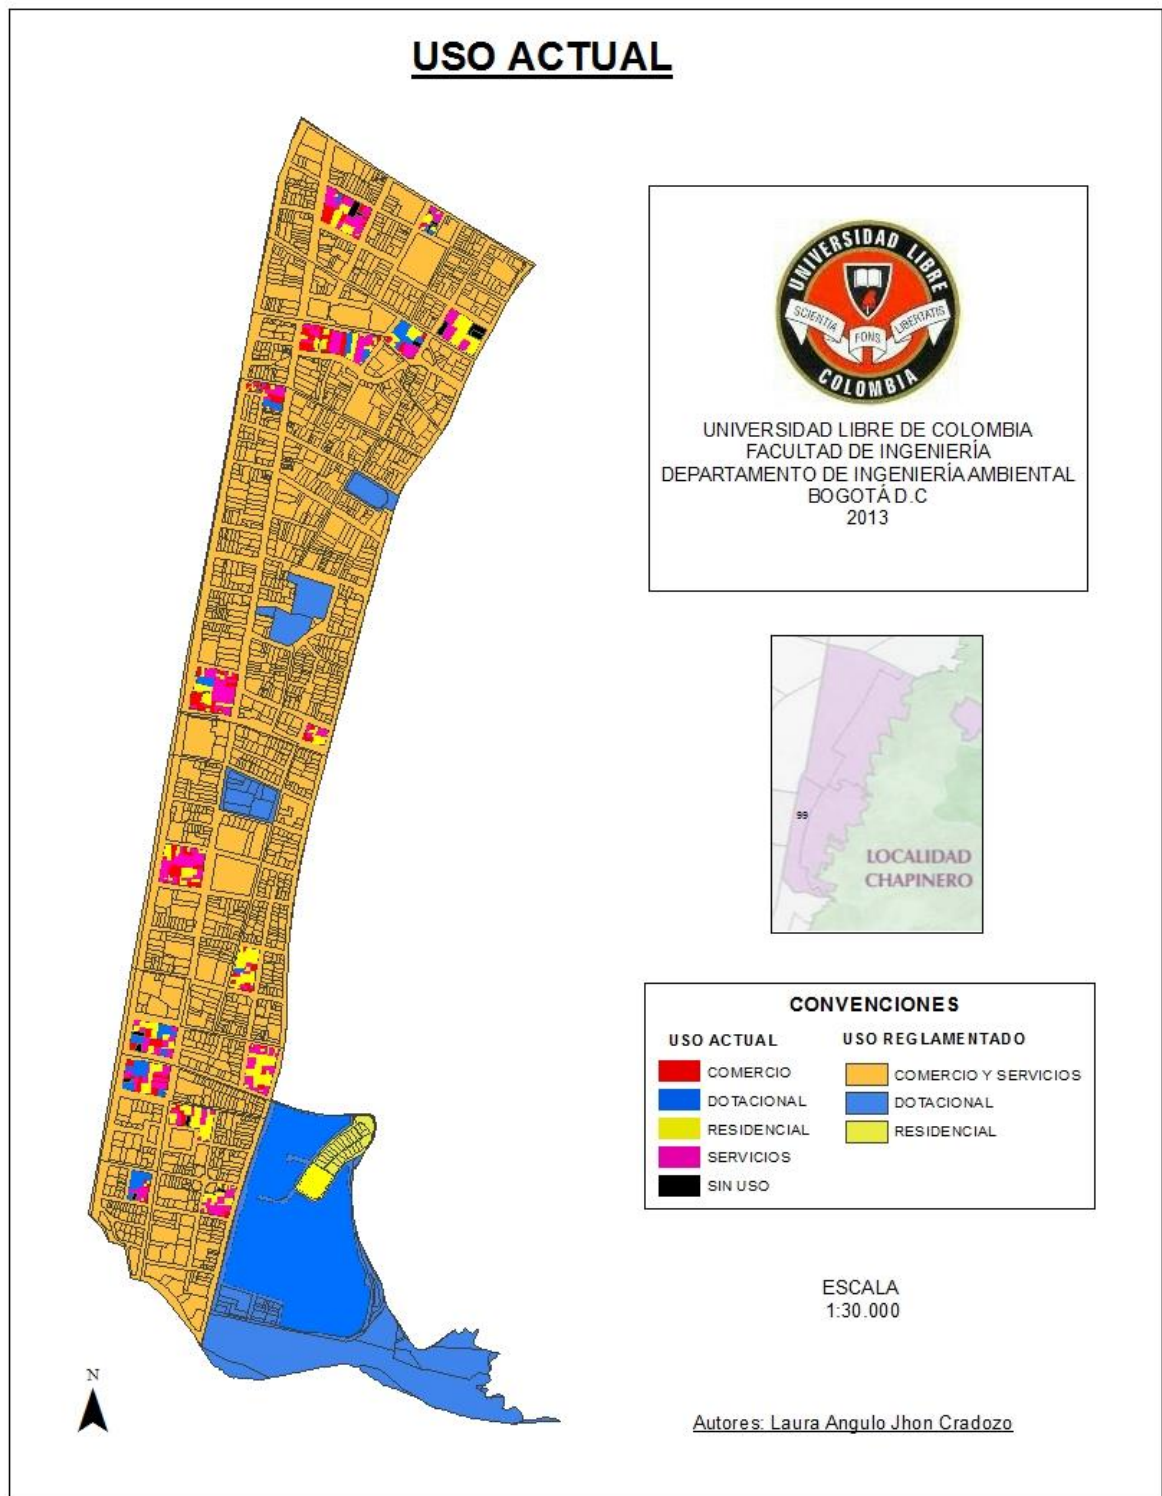 USO ACTUAL
UNIVERSIDAD LIBRE
SCIENTIA
FONS
LIBERTATIS
COLOMBIA
UNIVERSIDAD LIBRE DE COLOMBIA
FACULTAD DE INGENIERÍA
DEPARTAMENTO DE INGENIERÍA AMBIENTAL
BOGOTÁ D.C
2013
99
LOCALIDAD
CHAPINERO
CONVENCIONES
USO ACTUAL
COMERCIO
DOTACIONAL
RESIDENCIAL
SERVICIOS
SIN USO
USO REGLAMENTADO
COMERCIO Y SERVICIOS
DOTACIONAL
RESIDENCIAL
ESCALA
1:30.000
N
Autores: Laura Angulo Jhon Cradozo